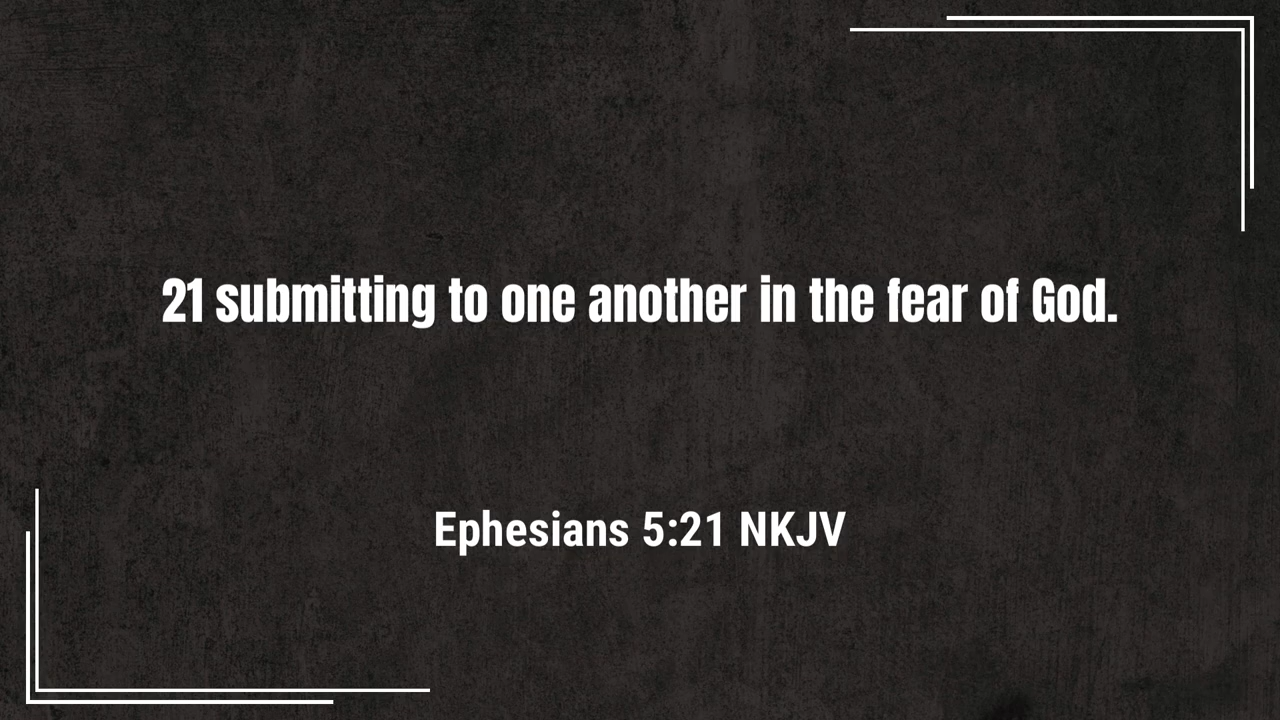 21 submitting to one another in the fear of God.
Ephesians 5:21 NKJV